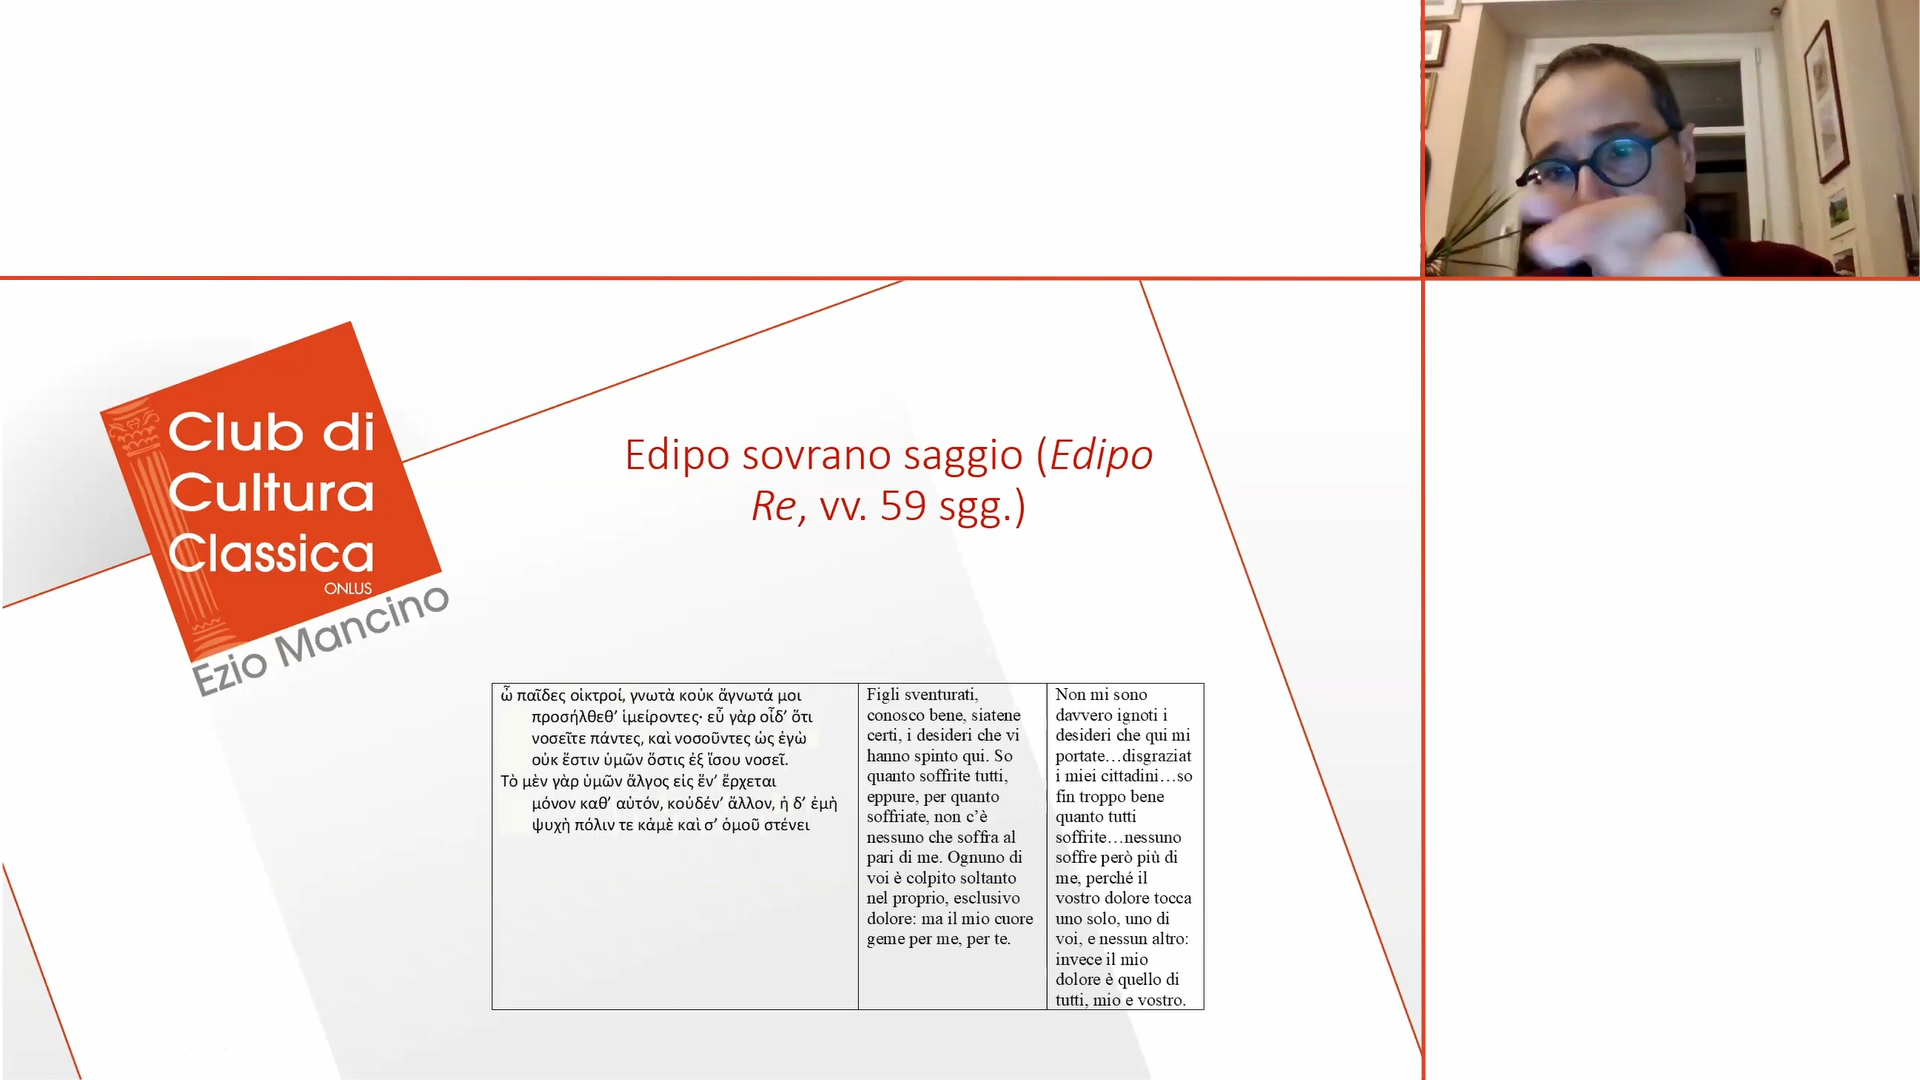 Club di
Cultura
Classica
ONLUS
Ezio Mancino
Edipo sovrano saggio (Edipo
Re, vv. 59 sgg.)
ὦ παῖδες οἰκτροί, γνωτὰ κοὐκ ἄγνωτά μοι
προσήλθεθ’ ἱμείροντες· εὖ γὰρ οἶδ’ ὅτι
νοσεῖτε πάντες, καὶ νοσοῦντες ὡς ἐγὼ
οὐκ ἔστιν ὑμῶν ὅστις ἐξ ἴσου νοσεῖ.
Τὸ μὲν γὰρ ὑμῶν ἄλγος εἰς ἕν’ ἔρχεται
μόνον καθ’ αὑτόν, κοὐδέν’ ἄλλον, ἡ δ’ ἐμὴ
ψυχὴ πόλιν τε κἀμὲ καὶ σ’ ὁμοῦ στένει
Figli sventurati,
conosco bene, siatene
certi, i desideri che vi
hanno spinto qui. So
quanto soffrite tutti,
eppure, per quanto
soffriate, non c’è
nessuno che soffra al
pari di me. Ognuno di
voi è colpito soltanto
nel proprio, esclusivo
dolore: ma il mio cuore
geme per me, per te.
Non mi sono
davvero ignoti i
desideri che qui mi
portate…disgraziat
i miei cittadini…so
fin troppo bene
quanto tutti
soffrite…nessuno
soffre però più di
me, perché il
vostro dolore tocca
uno solo, uno di
voi, e nessun altro:
invece il mio
dolore è quello di
tutti, mio e vostro.